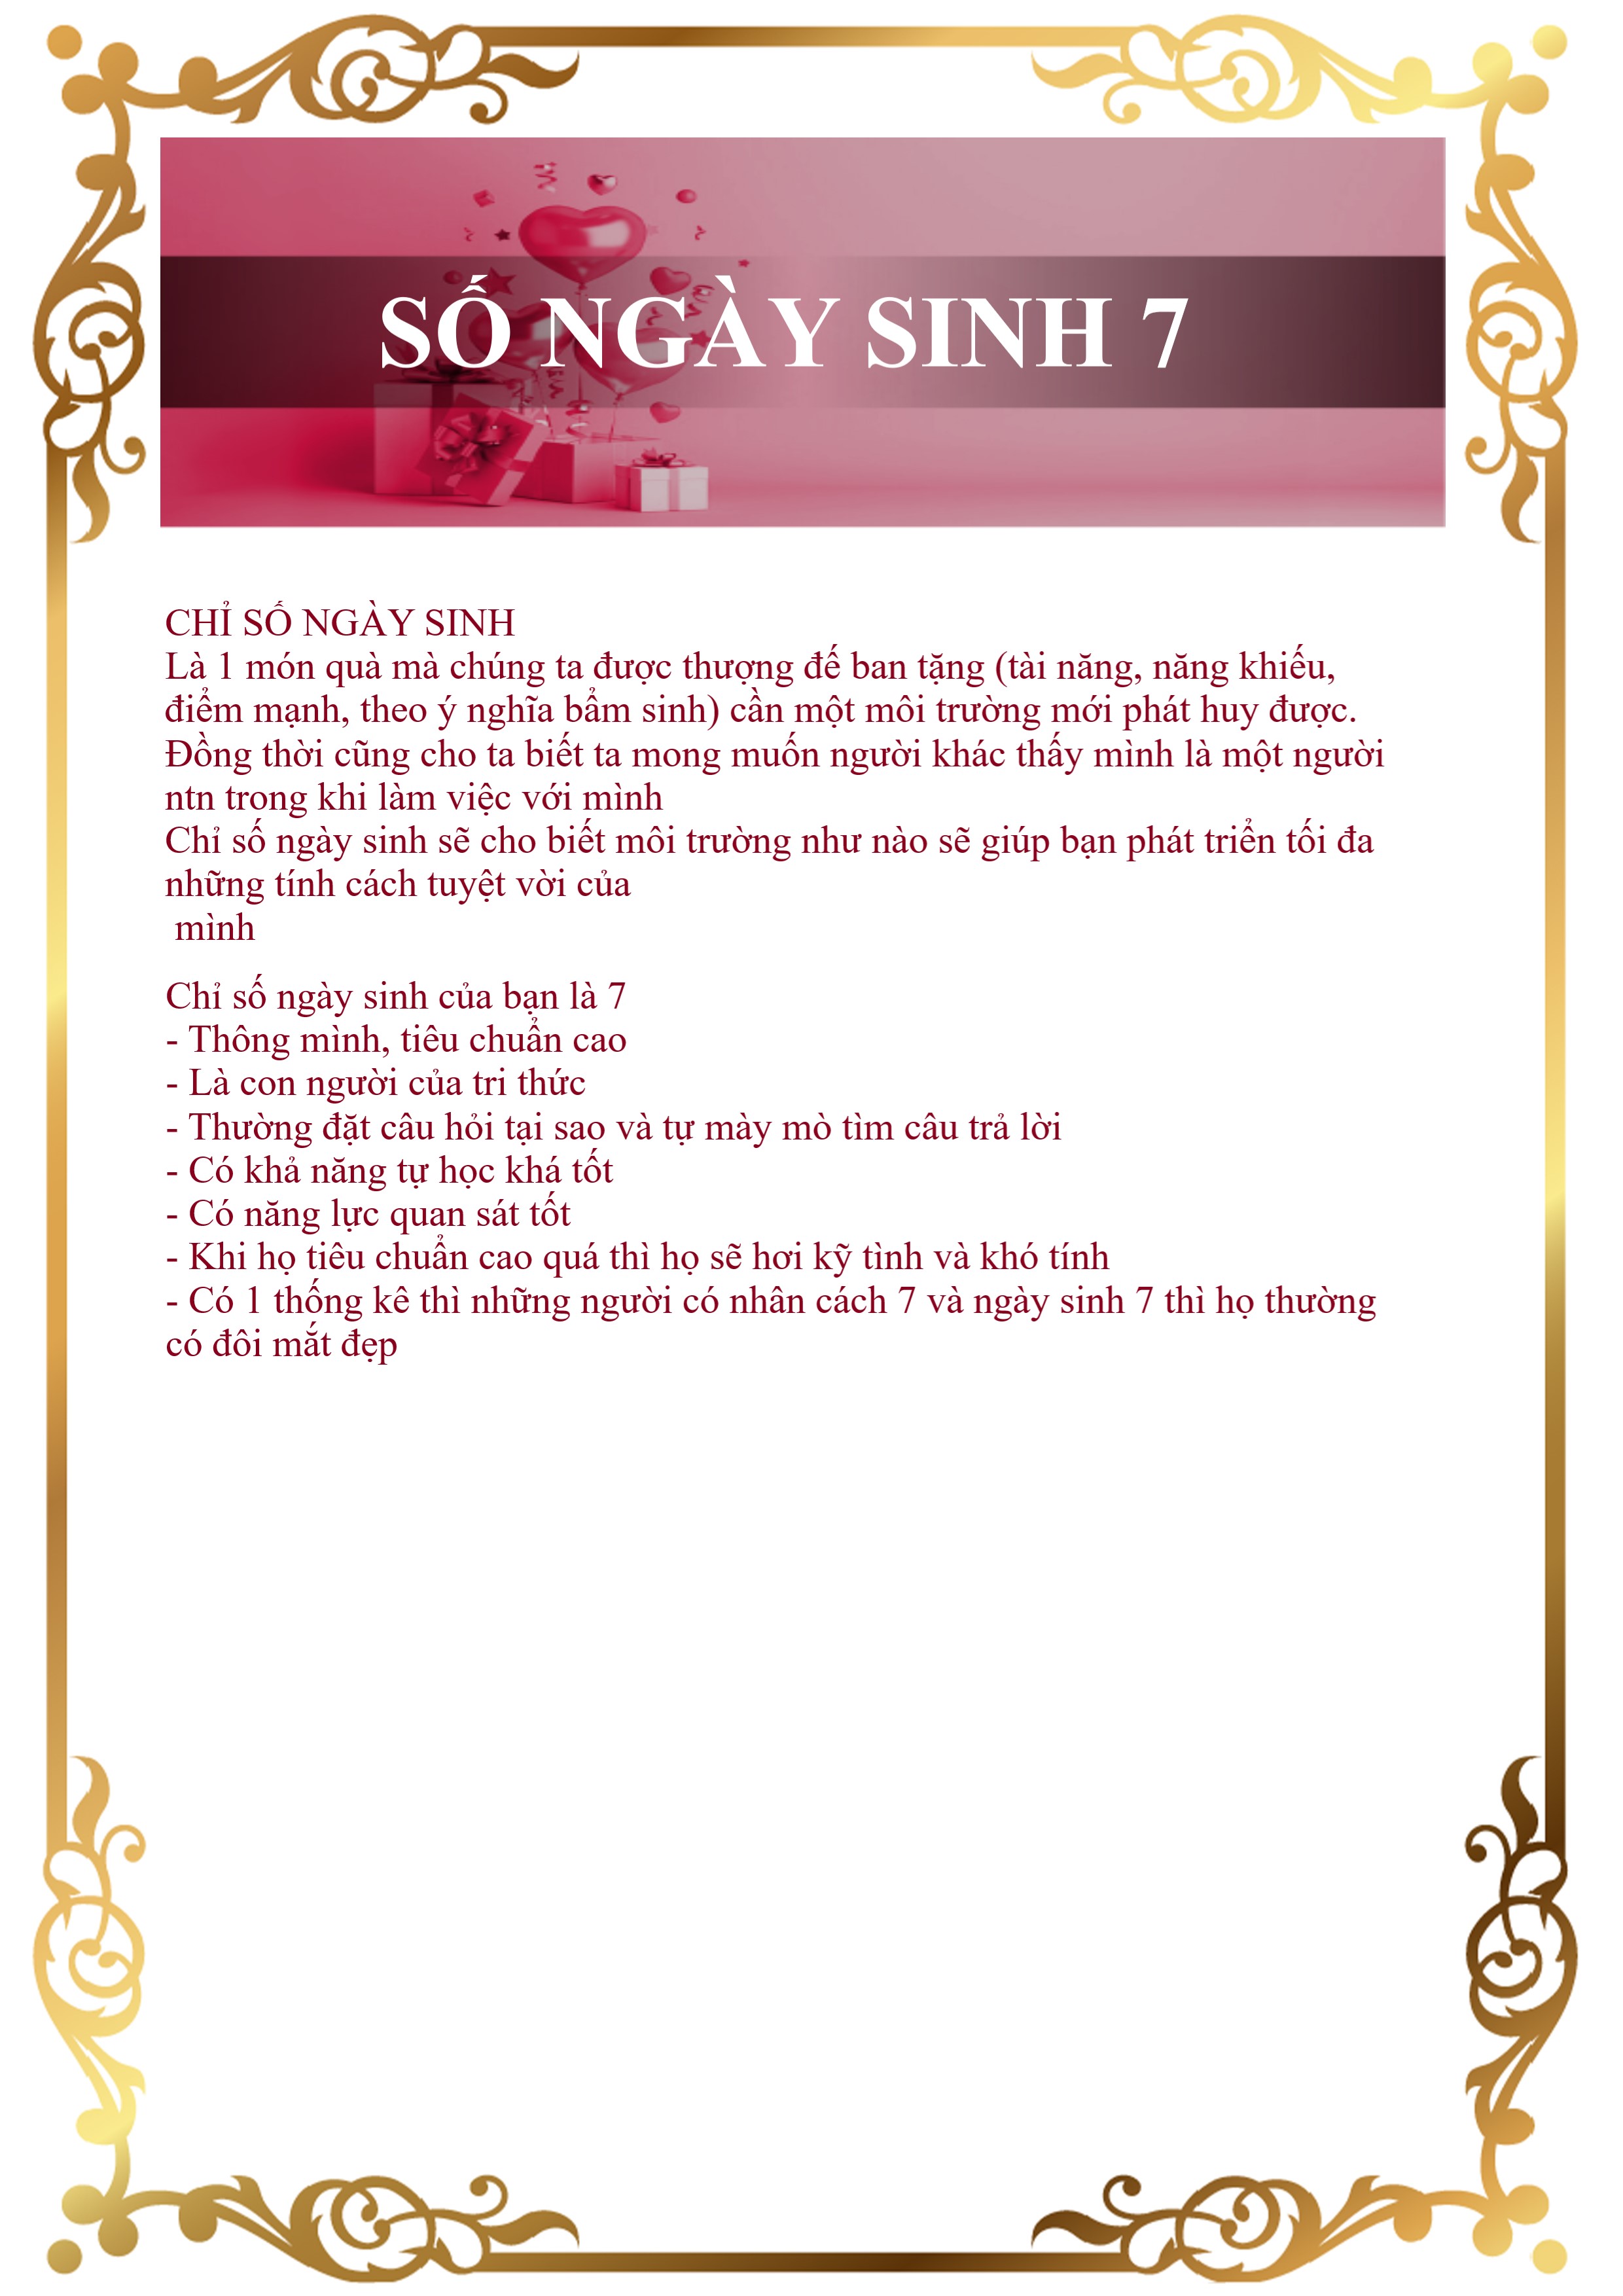 SỐ NGÀY SINH 7
CHỈ SỐ NGÀY SINH
Là 1 món quà mà chúng ta được thượng đế ban tặng (tài năng, năng khiếu,
điểm mạnh, theo ý nghĩa bẩm sinh) cần một môi trường mới phát huy được.
Đồng thời cũng cho ta biết ta mong muốn người khác thấy mình là một người
ntn trong khi làm việc với mình
Chỉ số ngày sinh sẽ cho biết môi trường như nào sẽ giúp bạn phát triển tối đa
những tính cách tuyệt vời của
mình
Chỉ số ngày sinh của bạn là 7
- Thông mình, tiêu chuẩn cao
- Là con người của tri thức
- Thường đặt câu hỏi tại sao và tự mày mò tìm câu trả lời
- Có khả năng tự học khá tốt
- Có năng lực quan sát tốt
- Khi họ tiêu chuẩn cao quá thì họ sẽ hơi kỹ tình và khó tính
- Có 1 thống kê thì những người có nhân cách 7 và ngày sinh 7 thì họ thường
có đôi mắt đẹp